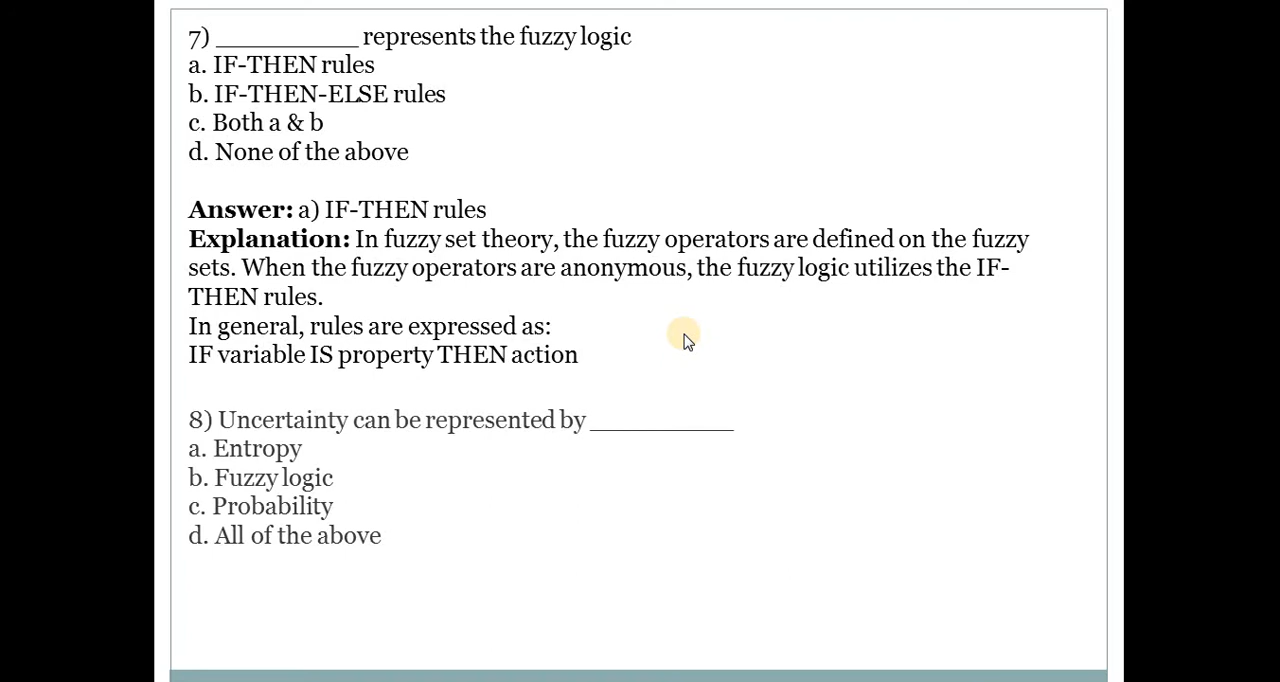 7) __________ represents the fuzzy logic
a. IF-THEN rules
b. IF-THEN-ELSE rules
c. Both a & b
d. None of the above
Answer: a) IF-THEN rules
Explanation: In fuzzy set theory, the fuzzy operators are defined on the fuzzy
sets. When the fuzzy operators are anonymous, the fuzzy logic utilizes the IF-
THEN rules.
In general, rules are expressed as:
IF variable IS property THEN action
8) Uncertainty can be represented by __________
a. Entropy
b. Fuzzy logic
c. Probability
d. All of the above